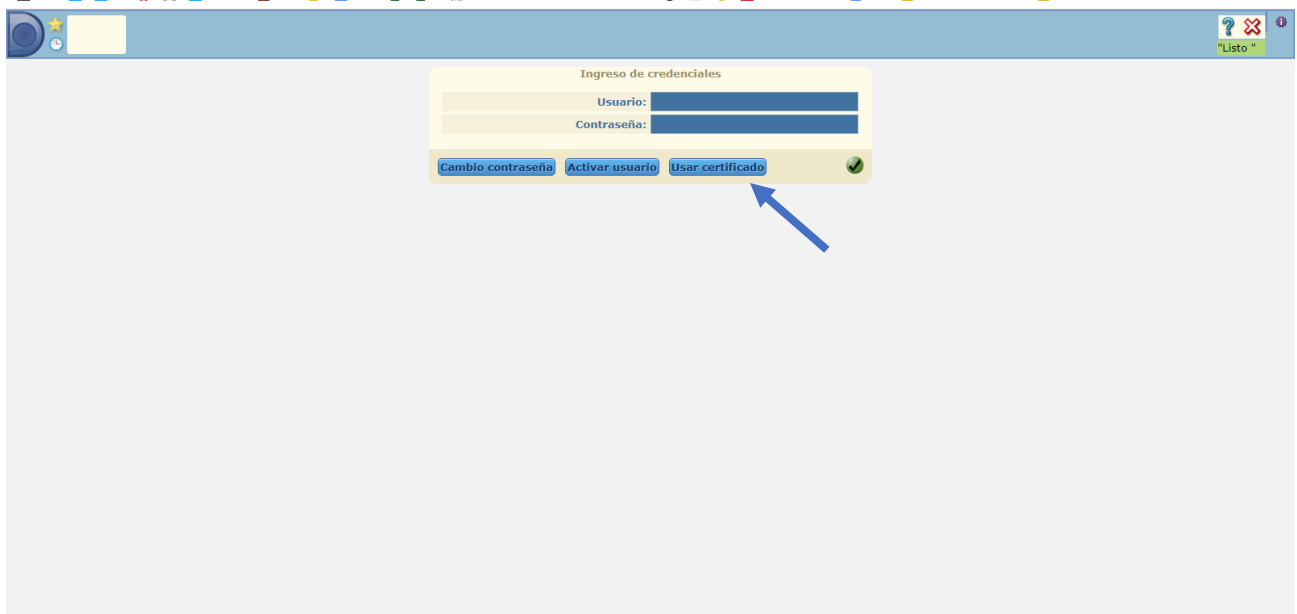 "Listo "
Ingreso de credenciales
Usuario:
Contraseña:
Cambio contraseña Activar usuario Usar certificado